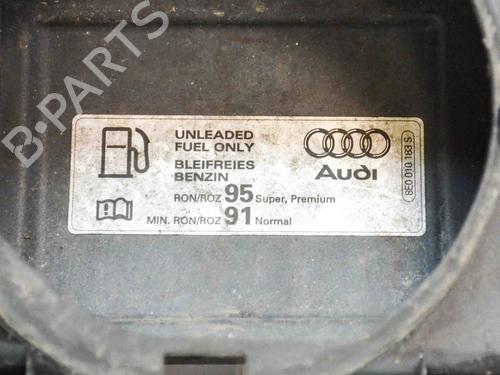 B-PARTS
UNLEADED
FUEL ONLY
BLEIFREIES
BENZIN
RON/ROZ 95 Super, Premium
MIN. RON/ROZ 91 Normal
Audi
8E0 010 183 S